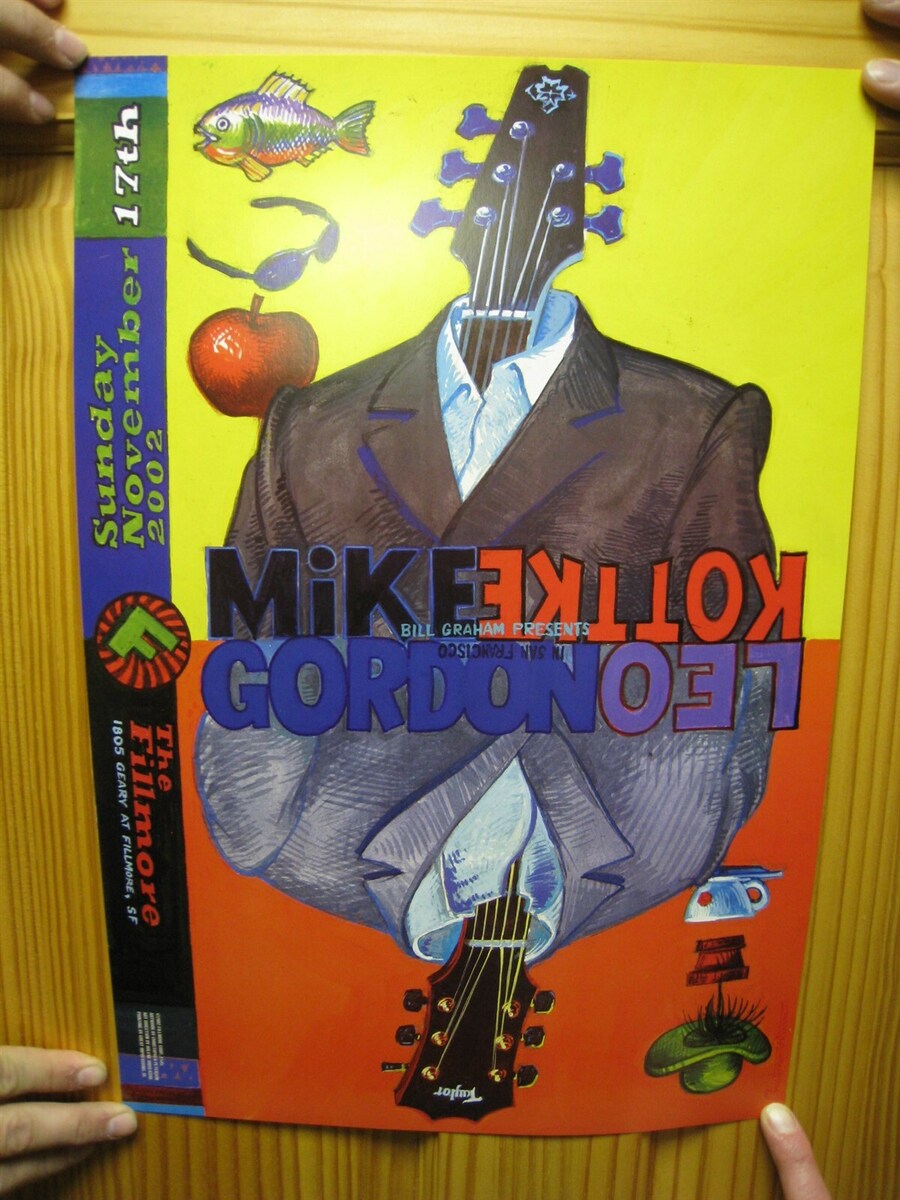 Sunday
November 17th
2002
F
The
Fillmore
1805 GEARY AT FILLMORE, SF
MiKE
GORDON
BILL GRAHAM PRESENTS
IN SAN FRANCISCO
LEO
KOTTKE
Taylor